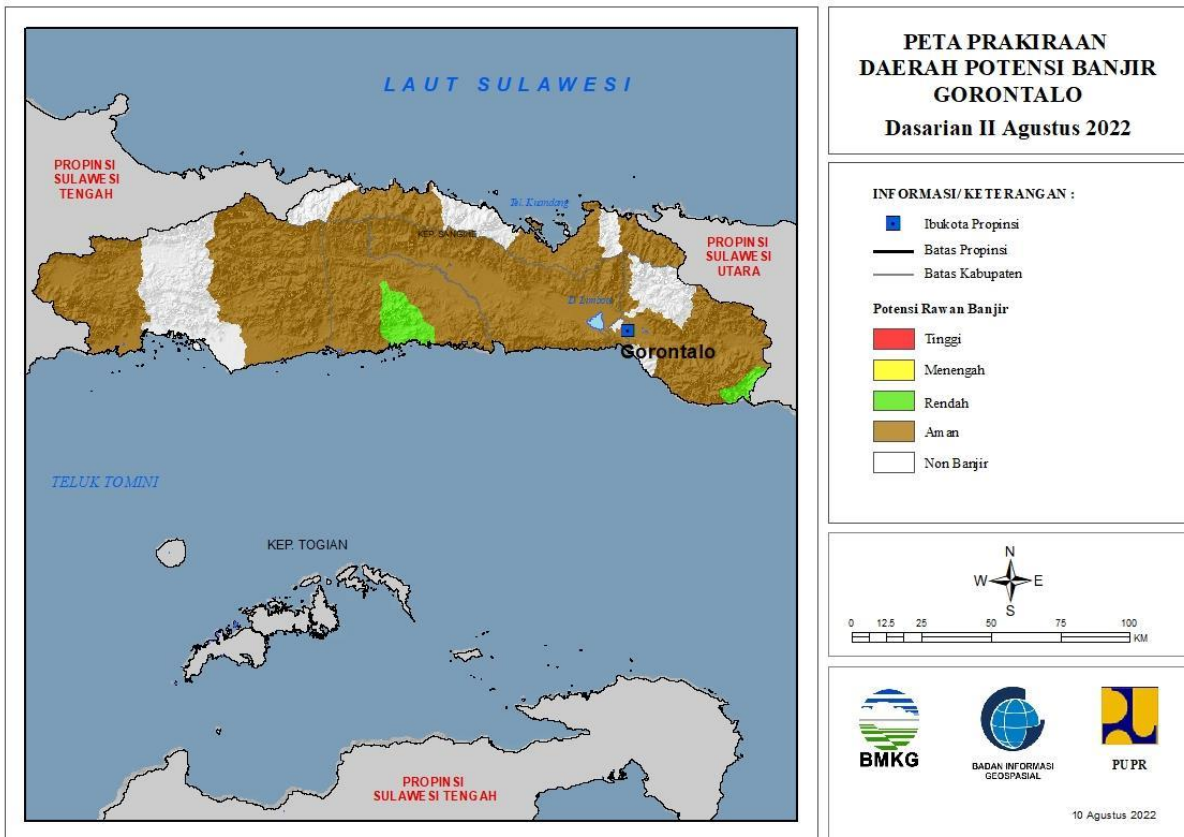 LAUT SULAWESI
PROPINSI
SULAWESI
TENGAH
Tel. Kuandang
KEP. SANGIHE
PROPINSI
SULAWESI
UTARA
Gorontalo
TELUK TOMINI
KEP. TOGIAN
PROPINSI
SULAWESI TENGAH
PETA PRAKIRAAN
DAERAH POTENSI BANJIR
GORONTALO
Dasarian II Agustus 2022
INFORMASI/ KETERANGAN :
Ibukota Propinsi
Batas Propinsi
Batas Kabupaten
Potensi Rawan Banjir
Tinggi
Menengah
Rendah
Aman
Non Banjir
N
W E
S
0 12.5 25 50 75 100
KM
BMKG
BADAN INFORMASI
GEOSPASIAL
PUPR
10 Agustus 2022